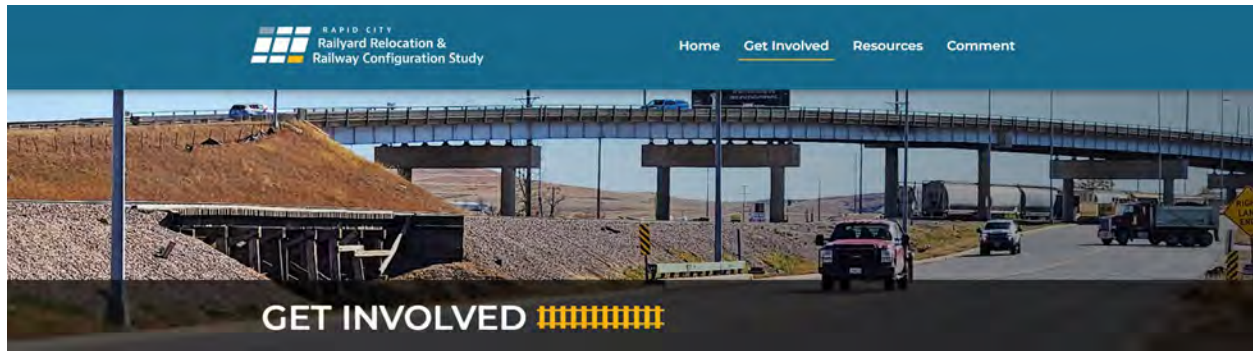 RAPID CITY
Railyard Relocation &
Railway Configuration Study
Home Get Involved Resources Comment
GET INVOLVED